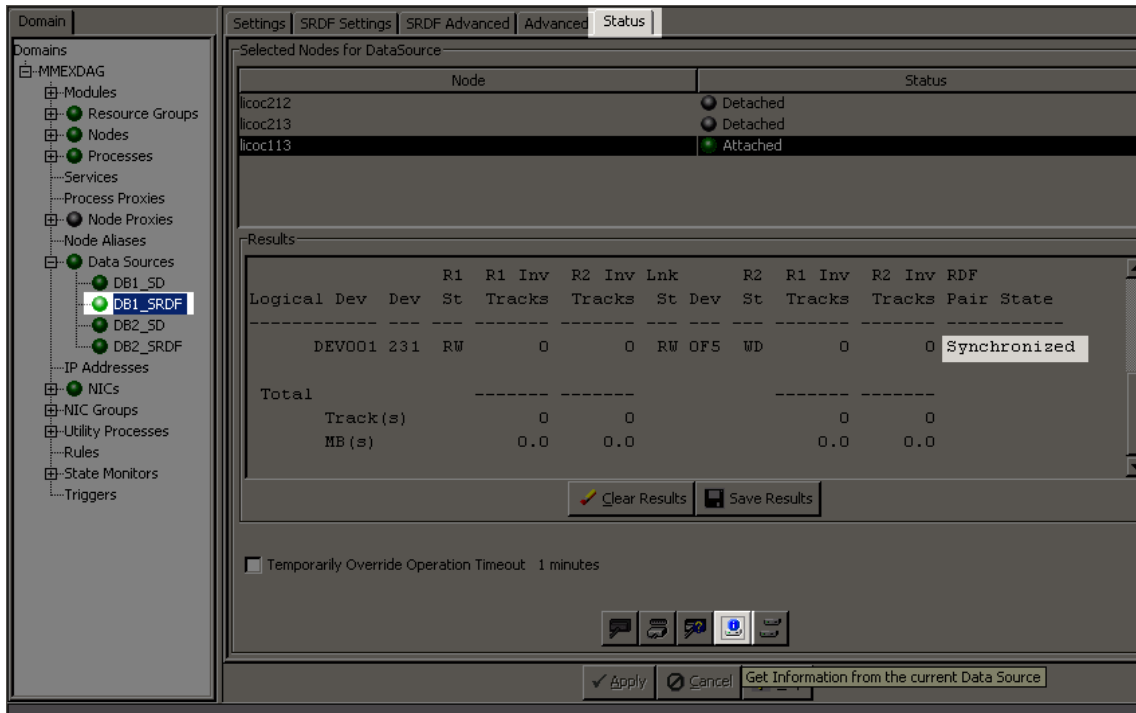 Domain
Domains
MMEXDAG
Modules
Resource Groups
Nodes
Processes
Services
Process Proxies
Node Proxies
Node Aliases
Data Sources
DB1_SD
DB1_SRDF
DB2_SD
DB2_SRDF
IP Addresses
NICs
NIC Groups
Utility Processes
Rules
State Monitors
Triggers
Settings SRDF Settings SRDF Advanced Advanced Status
Selected Nodes for DataSource
Node Status
licoc212 Detached
licoc213 Detached
licoc113 Attached
Results
R1 R1 Inv R2 Inv Lnk R2 R1 Inv R2 Inv RDF
Logical Dev Dev St Tracks Tracks St Dev St Tracks Tracks Pair State
------------ --- --- ------- ------- --- --- --- ------- ------- -----------
DEV001 231 RW 0 0 RW 0F5 WD 0 0 Synchronized
Total ------- ------- ------- -------
Track(s) 0 0 0 0
MB(s) 0.0 0.0 0.0 0.0
Clear Results Save Results
Temporarily Override Operation Timeout 1 minutes
Apply Cancel
Get Information from the current Data Source